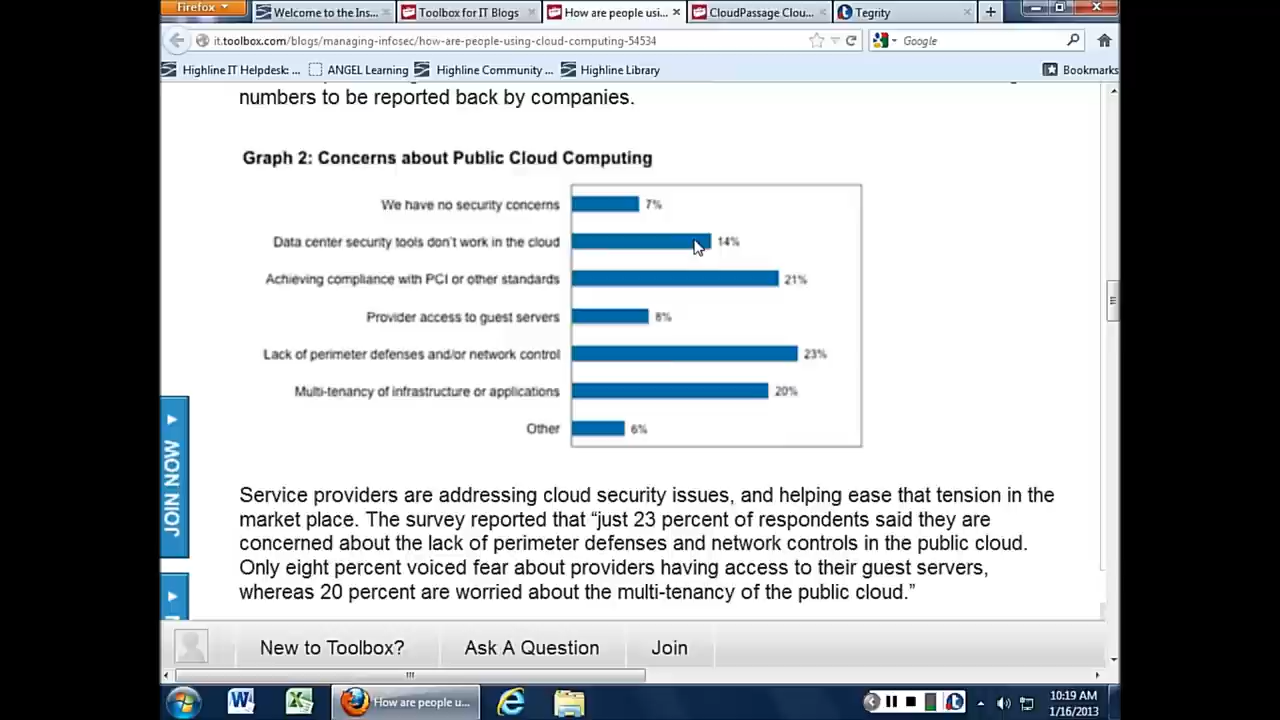 Firefox
Welcome to the Ins...
Toolbox for IT Blogs
How are people usi...
CloudPassage Clou...
Tegrity
it.toolbox.com/blogs/managing-infosec/how-are-people-using-cloud-computing-54534
Google
Highline IT Helpdesk: ...
ANGEL Learning
Highline Community ...
Highline Library
Bookmarks
numbers to be reported back by companies.
Graph 2: Concerns about Public Cloud Computing
We have no security concerns 7%
Data center security tools don't work in the cloud 14%
Achieving compliance with PCI or other standards 21%
Provider access to guest servers 8%
Lack of perimeter defenses and/or network control 23%
Multi-tenancy of infrastructure or applications 20%
Other 6%
JOIN NOW
Service providers are addressing cloud security issues, and helping ease that tension in the
market place. The survey reported that “just 23 percent of respondents said they are
concerned about the lack of perimeter defenses and network controls in the public cloud.
Only eight percent voiced fear about providers having access to their guest servers,
whereas 20 percent are worried about the multi-tenancy of the public cloud.”
New to Toolbox?
Ask A Question
Join
How are people u...
10:19 AM
1/16/2013